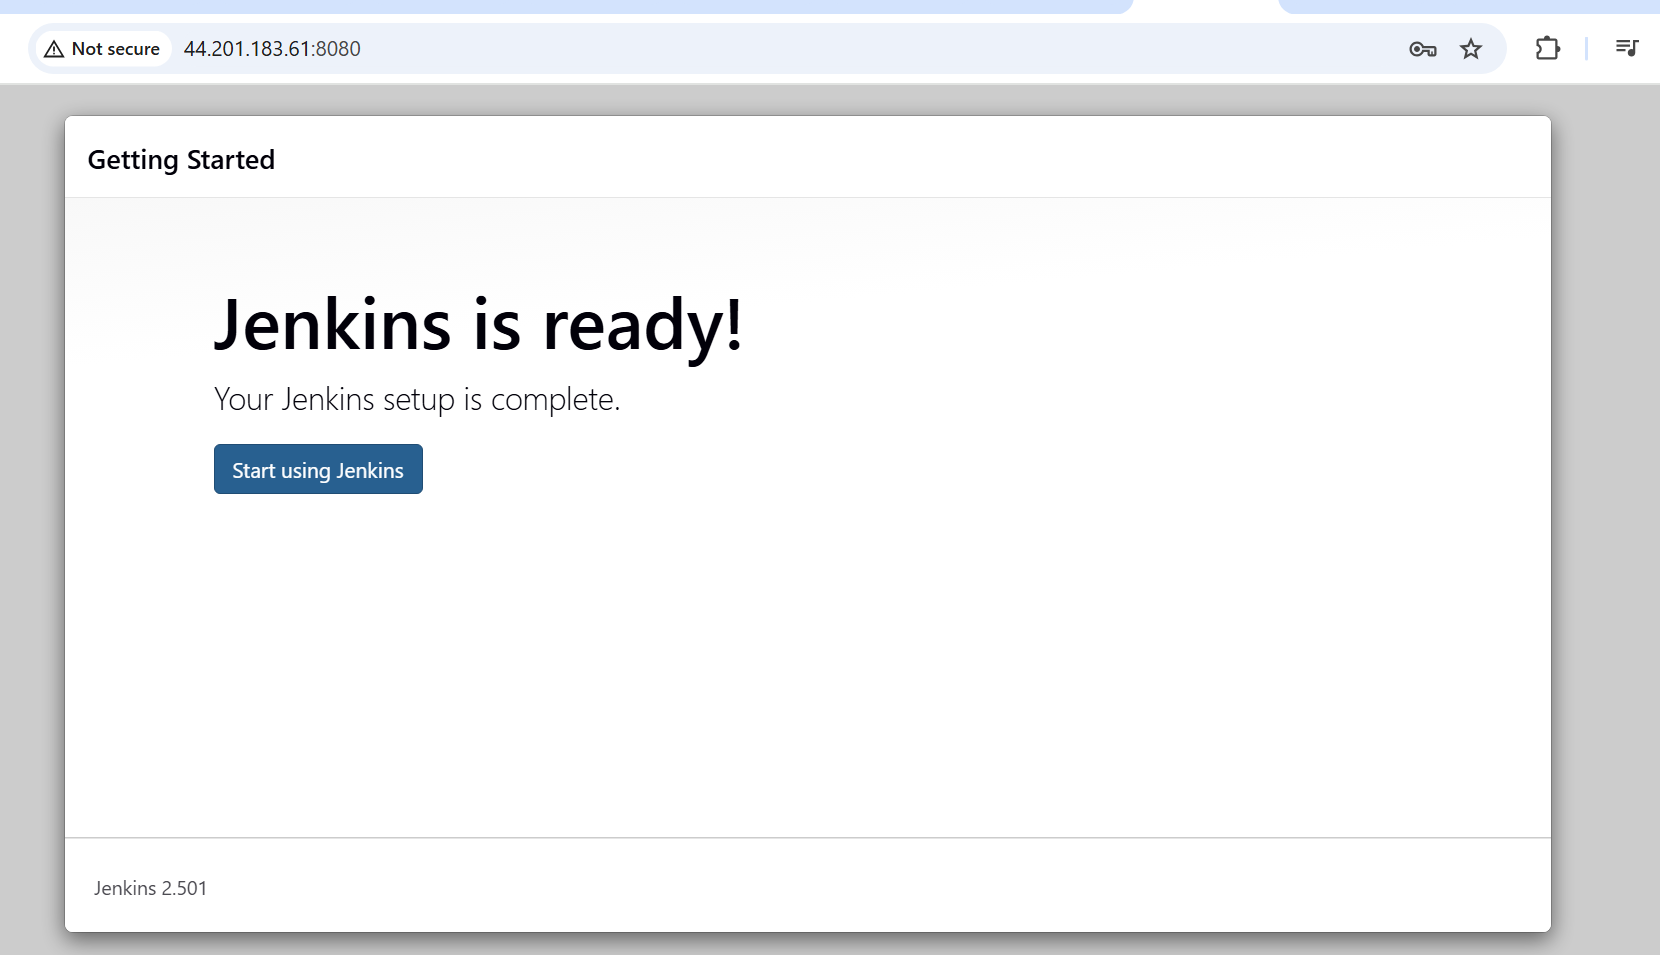 Not secure 44.201.183.61:8080
Getting Started
Jenkins is ready!
Your Jenkins setup is complete.
Start using Jenkins
Jenkins 2.501